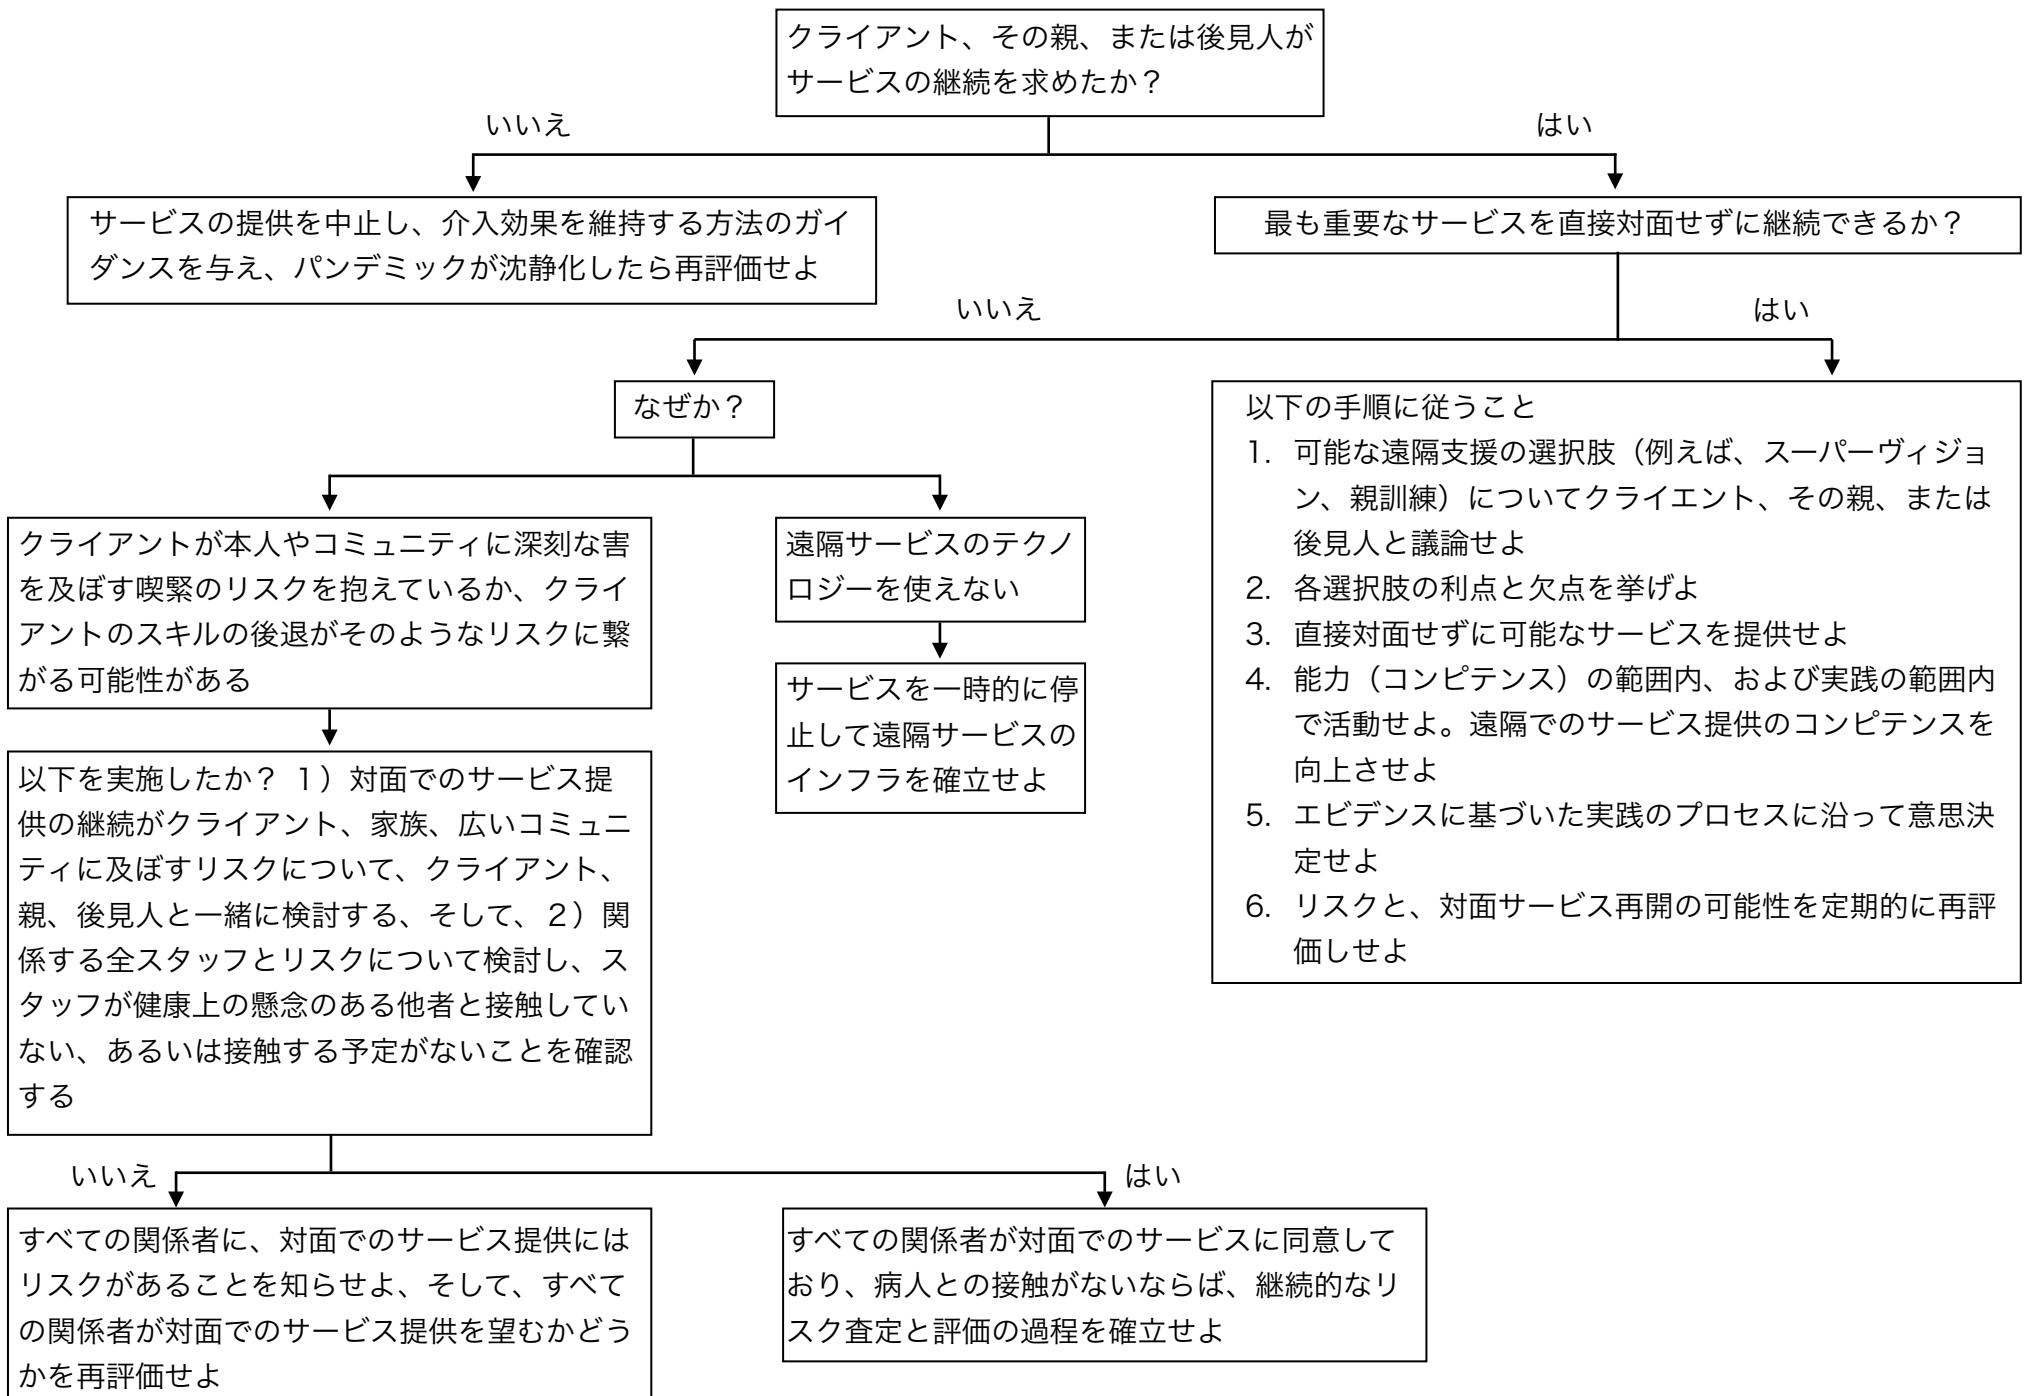 クライアント、その親、または後見人が
サービスの継続を求めたか？
いいえ
はい
サービスの提供を中止し、介入効果を維持する方法のガイ
ダンスを与え、パンデミックが沈静化したら再評価せよ
最も重要なサービスを直接対面せずに継続できるか？
いいえ
はい
なぜか？
以下の手順に従うこと
1. 可能な遠隔支援の選択肢（例えば、スーパーヴィジョ
ン、親訓練）についてクライエント、その親、または
後見人と議論せよ
2. 各選択肢の利点と欠点を挙げよ
3. 直接対面せずに可能なサービスを提供せよ
4. 能力（コンピテンス）の範囲内、および実践の範囲内
で活動せよ。遠隔でのサービス提供のコンピテンスを
向上させよ
5. エビデンスに基づいた実践のプロセスに沿って意思決
定せよ
6. リスクと、対面サービス再開の可能性を定期的に再評
価しせよ
クライアントが本人やコミュニティに深刻な害
を及ぼす喫緊のリスクを抱えているか、クライ
アントのスキルの後退がそのようなリスクに繋
がる可能性がある
遠隔サービスのテクノ
ロジーを使えない
サービスを一時的に停
止して遠隔サービスの
インフラを確立せよ
以下を実施したか？ 1）対面でのサービス提
供の継続がクライアント、家族、広いコミュニ
ティに及ぼすリスクについて、クライアント、
親、後見人と一緒に検討する、そして、２）関
係する全スタッフとリスクについて検討し、ス
タッフが健康上の懸念のある他者と接触してい
ない、あるいは接触する予定がないことを確認
する
いいえ
はい
すべての関係者に、対面でのサービス提供には
リスクがあることを知らせよ、そして、すべて
の関係者が対面でのサービス提供を望むかどう
かを再評価せよ
すべての関係者が対面でのサービスに同意して
おり、病人との接触がないならば、継続的なリ
スク査定と評価の過程を確立せよ